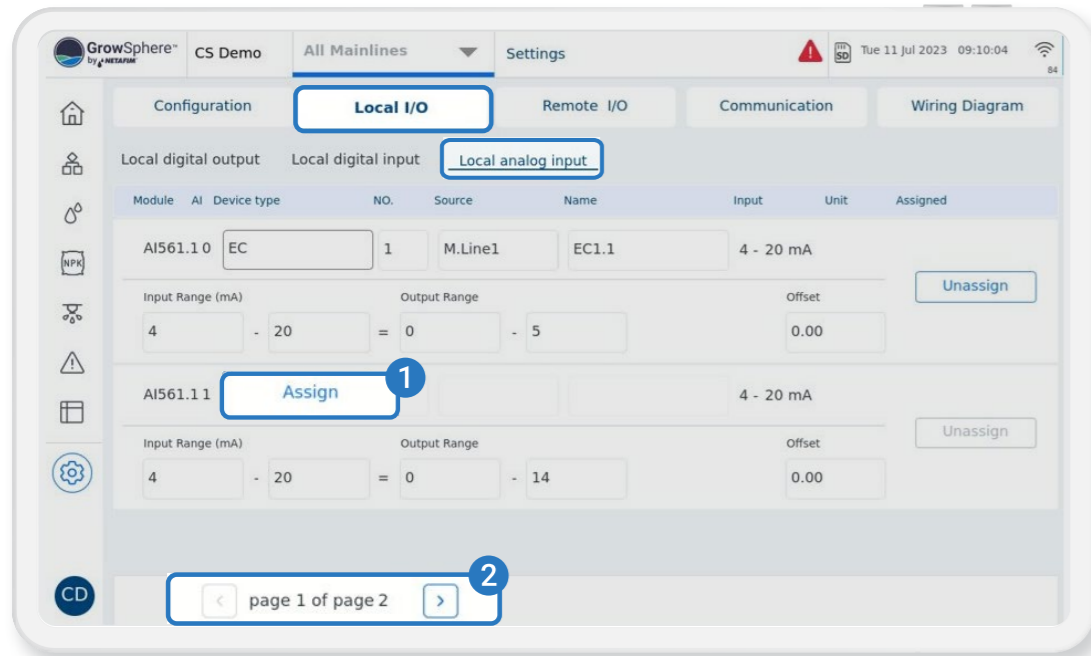 GrowSphere™
by NETAFIM
CS Demo
All Mainlines
Settings
SD
Tue 11 Jul 2023 09:10:04
84
Configuration
Local I/O
Remote I/O
Communication
Wiring Diagram
Local digital output
Local digital input
Local analog input
Module AI Device type NO. Source Name Input Unit Assigned
AI561.1 0 EC 1 M.Line1 EC1.1 4 - 20 mA
Unassign
Input Range (mA) Output Range Offset
4 - 20 = 0 - 5 0.00
NPK
AI561.1 1 Assign 1 4 - 20 mA
Unassign
Input Range (mA) Output Range Offset
4 - 20 = 0 - 14 0.00
CD
page 1 of page 2 2